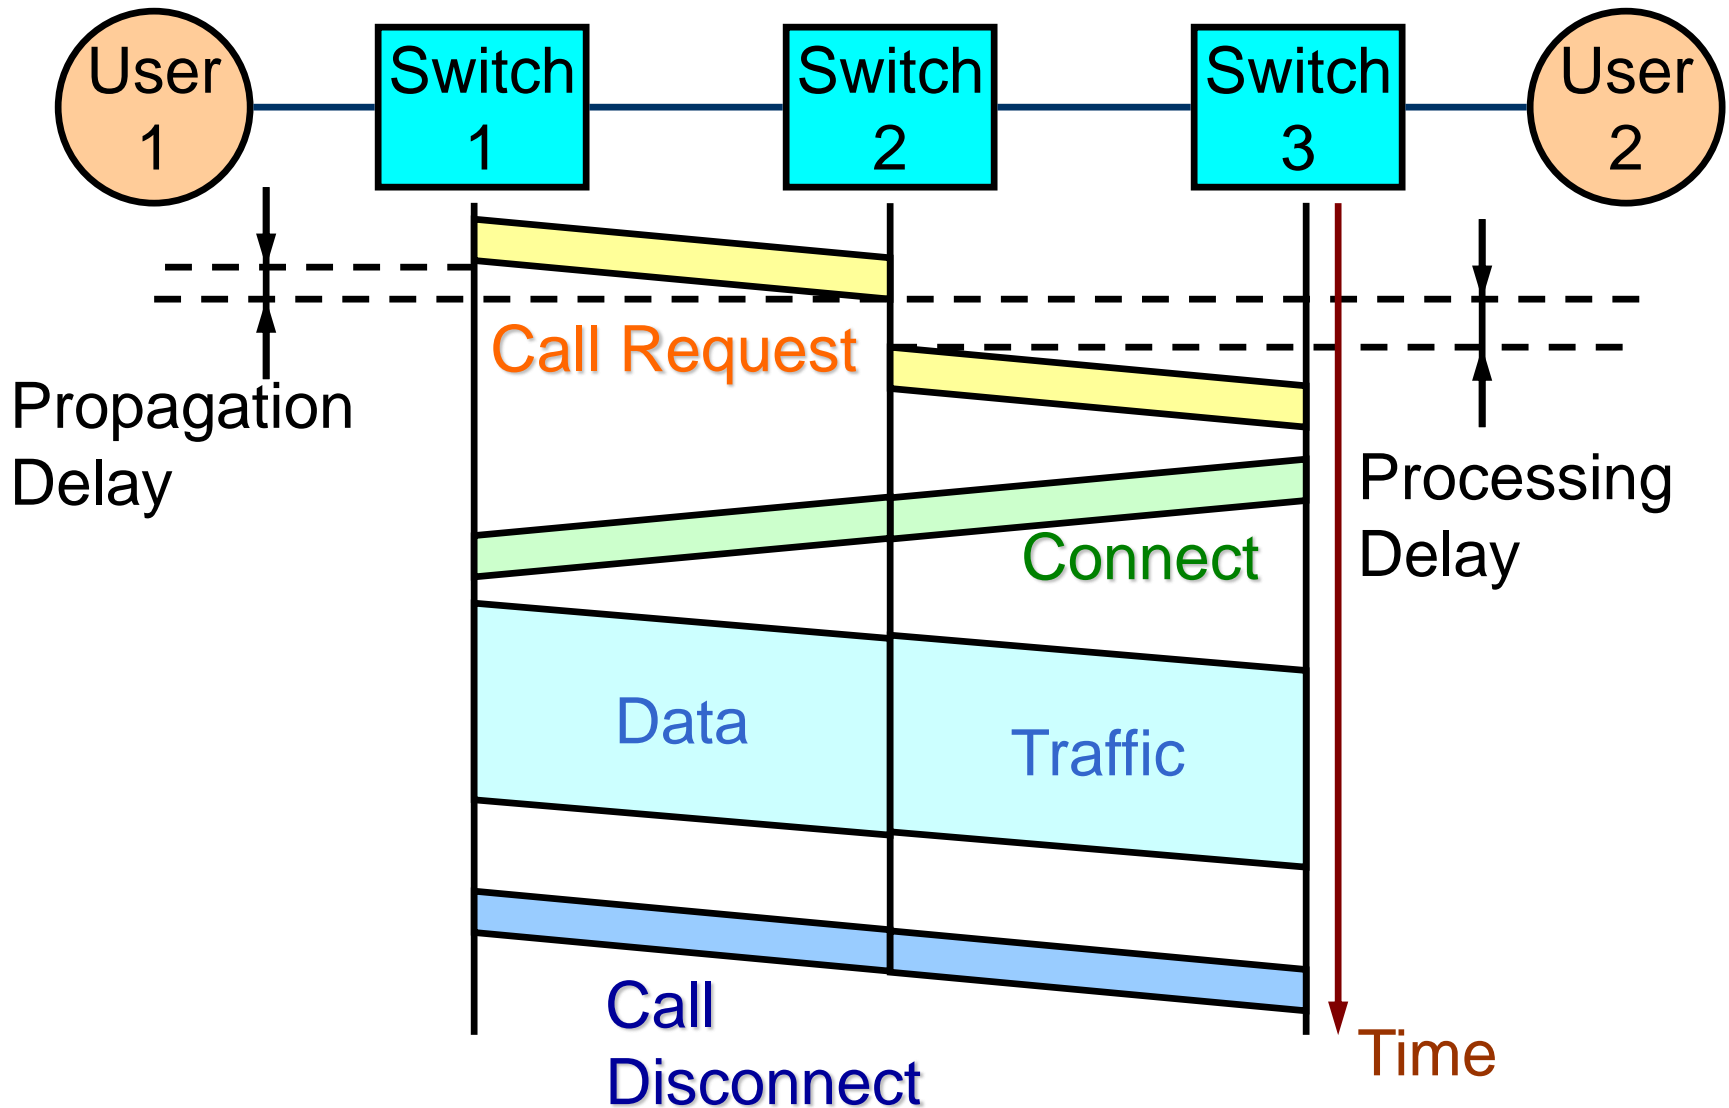 User
1
Switch
1
Switch
2
Switch
3
User
2
Call Request
Propagation
Delay
Processing
Delay
Connect
Data
Traffic
Call
Disconnect
Time